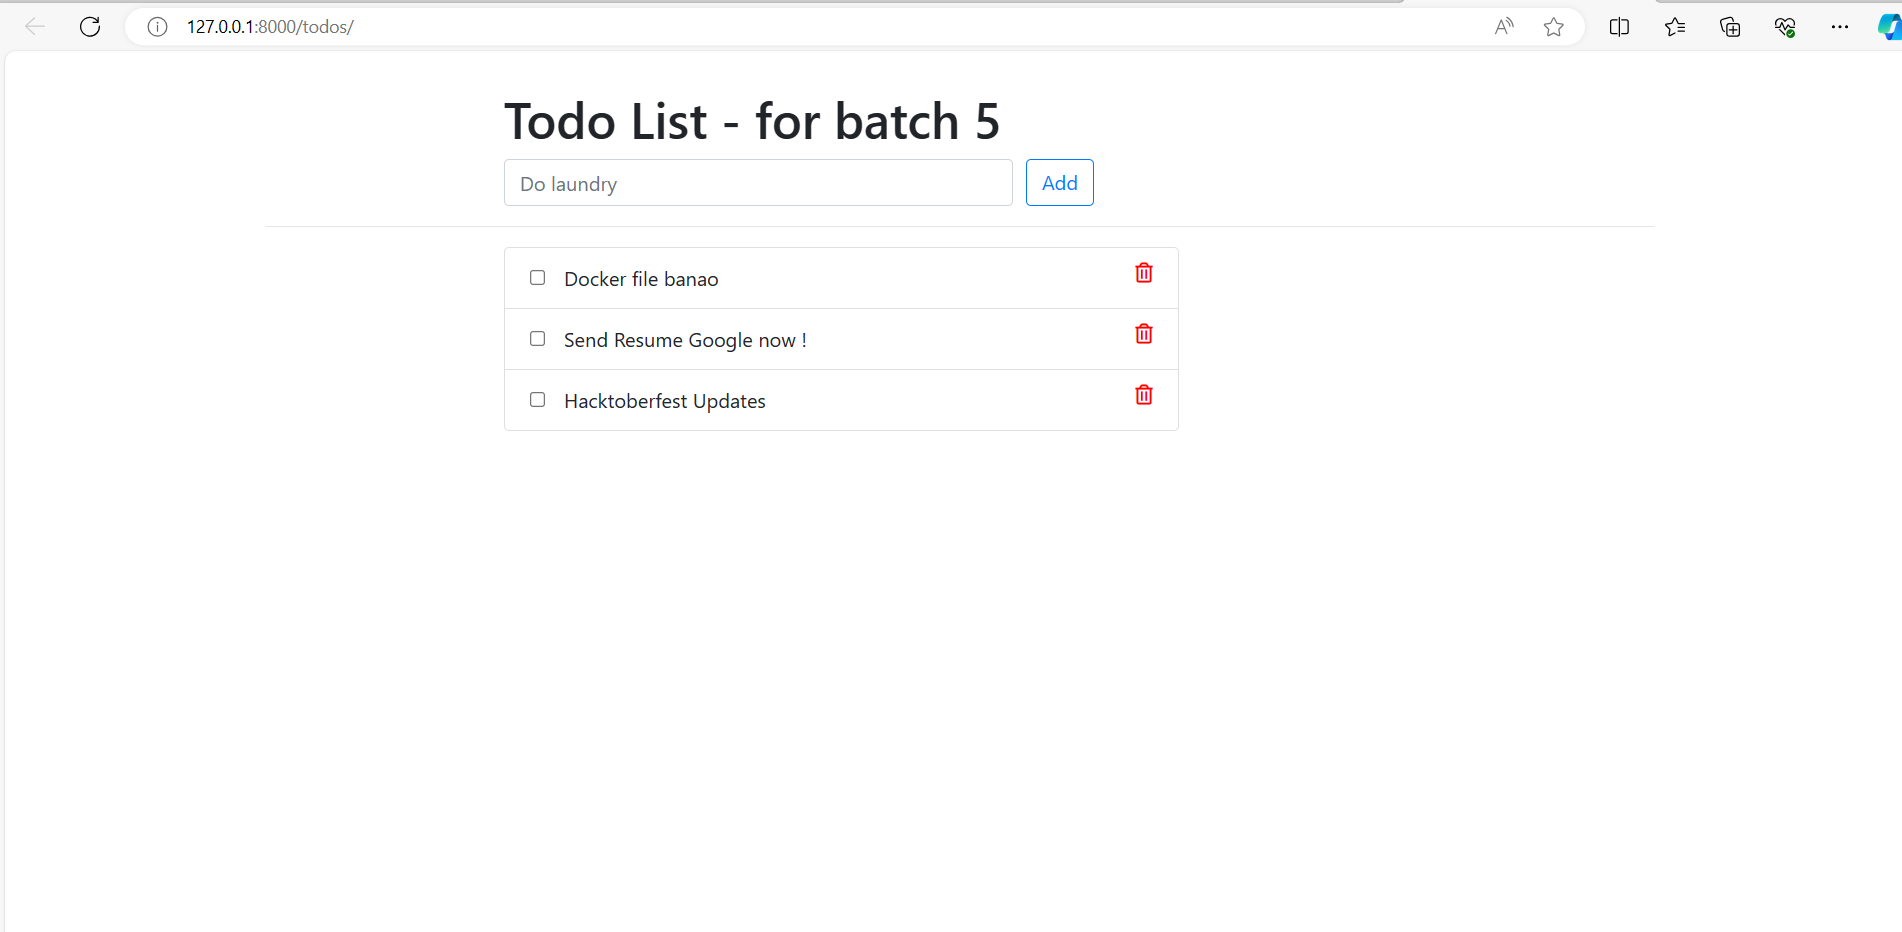 127.0.0.1:8000/todos/
Todo List - for batch 5
Do laundry
Add
Docker file banao
Send Resume Google now !
Hacktoberfest Updates